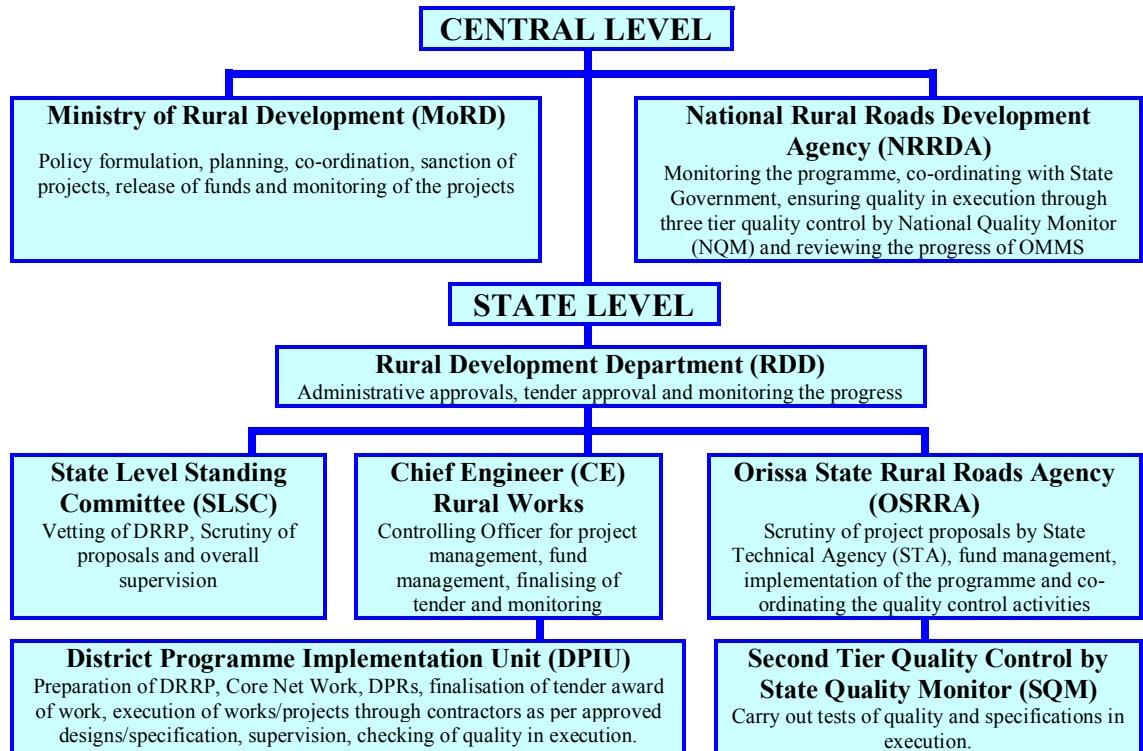 CENTRAL LEVEL
Ministry of Rural Development (MoRD)
Policy formulation, planning, co-ordination, sanction of
projects, release of funds and monitoring of the projects
National Rural Roads Development
Agency (NRRDA)
Monitoring the programme, co-ordinating with State
Government, ensuring quality in execution through
three tier quality control by National Quality Monitor
(NQM) and reviewing the progress of OMMS
STATE LEVEL
Rural Development Department (RDD)
Administrative approvals, tender approval and monitoring the progress
State Level Standing
Committee (SLSC)
Vetting of DRRP, Scrutiny of
proposals and overall
supervision
Chief Engineer (CE)
Rural Works
Controlling Officer for project
management, fund
management, finalising of
tender and monitoring
Orissa State Rural Roads Agency
(OSRRA)
Scrutiny of project proposals by State
Technical Agency (STA), fund management,
implementation of the programme and co-
ordinating the quality control activities
District Programme Implementation Unit (DPIU)
Preparation of DRRP, Core Net Work, DPRs, finalisation of tender award
of work, execution of works/projects through contractors as per approved
designs/specification, supervision, checking of quality in execution.
Second Tier Quality Control by
State Quality Monitor (SQM)
Carry out tests of quality and specifications in
execution.